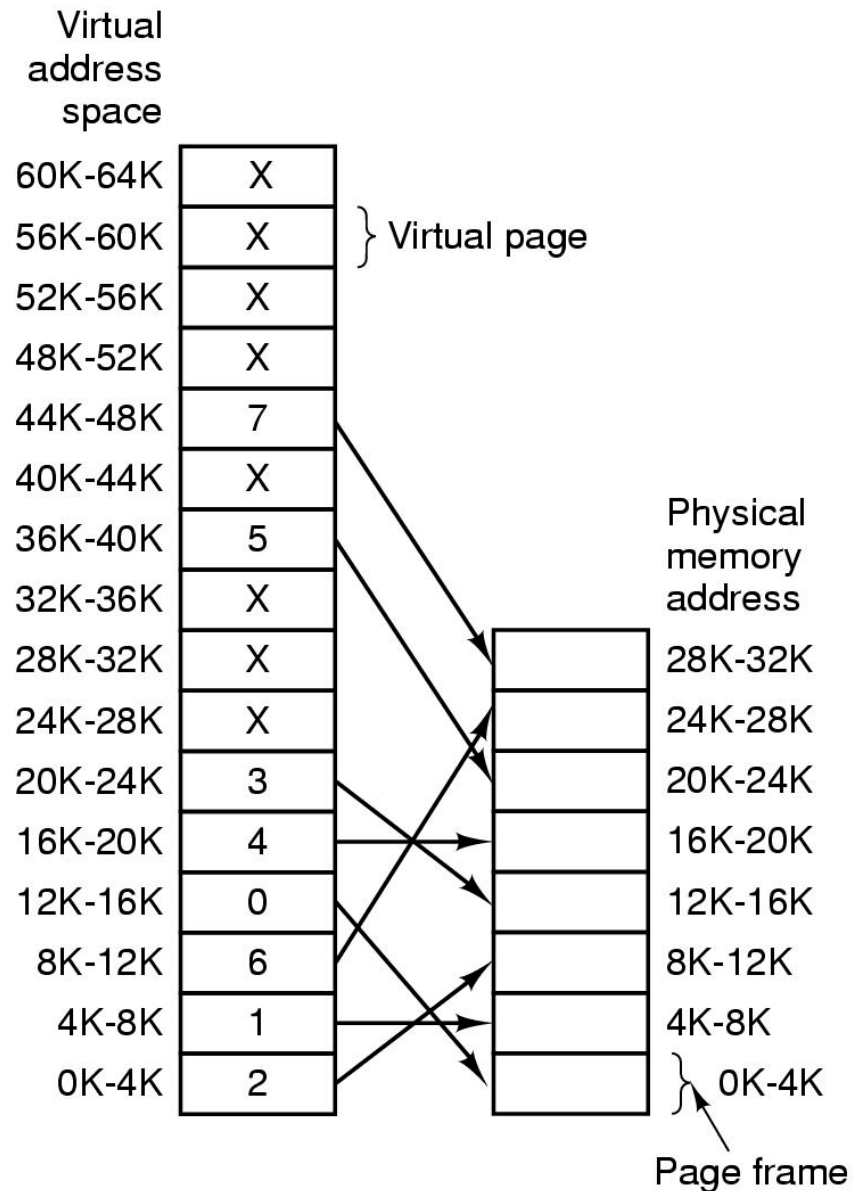 Virtual
address
space
60K-64K X
56K-60K X Virtual page
52K-56K X
48K-52K X
44K-48K 7
40K-44K X
36K-40K 5
32K-36K X
28K-32K X
24K-28K X
20K-24K 3
16K-20K 4
12K-16K 0
8K-12K 6
4K-8K 1
0K-4K 2
Physical
memory
address
28K-32K
24K-28K
20K-24K
16K-20K
12K-16K
8K-12K
4K-8K
0K-4K
Page frame